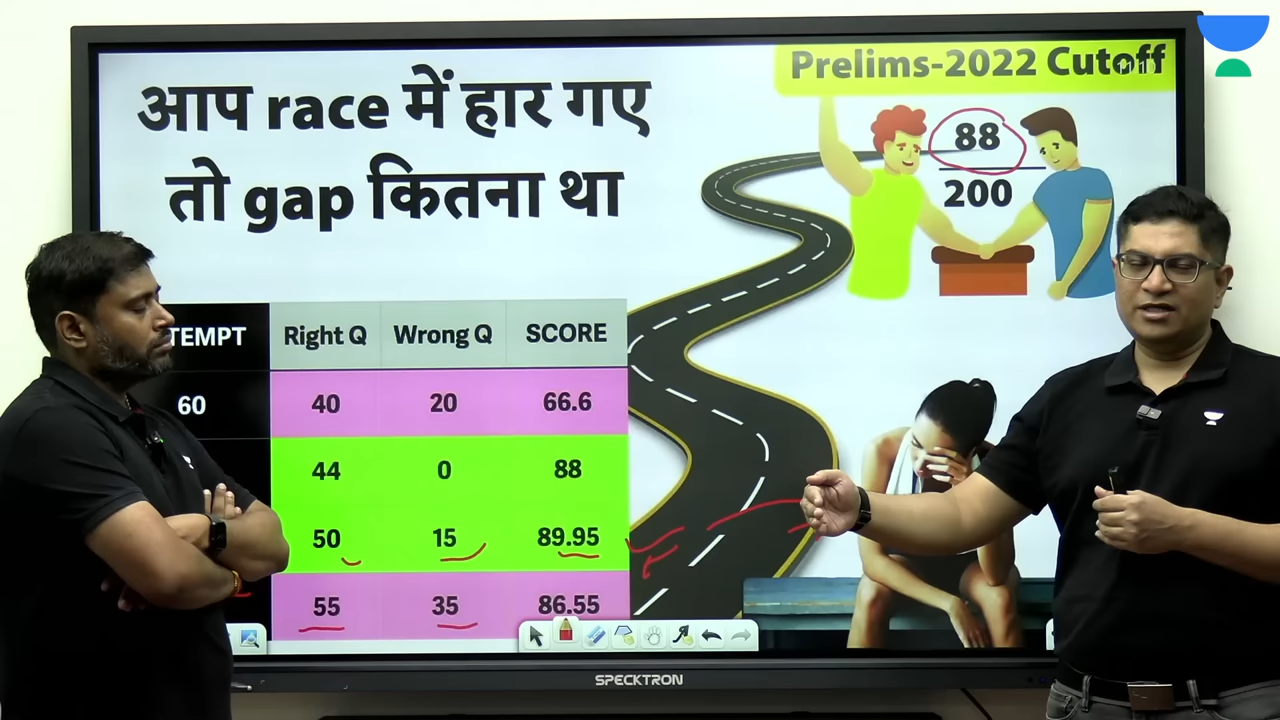 आप race में हार गए
तो gap कितना था
Prelims-2022 Cutoff
88
200
TEMPT Right Q Wrong Q SCORE
60 40 20 66.6
44 0 88
50 15 89.95
55 35 86.55
SPECKTRON